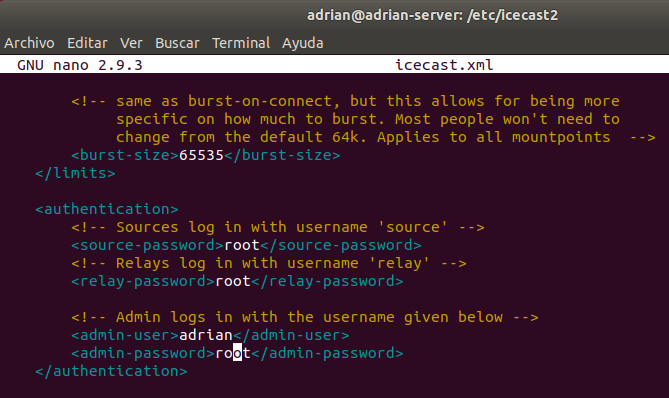 adrian@adrian-server: /etc/icecast2
Archivo Editar Ver Buscar Terminal Ayuda
GNU nano 2.9.3 icecast.xml
<!-- same as burst-on-connect, but this allows for being more
specific on how much to burst. Most people won't need to
change from the default 64k. Applies to all mountpoints -->
<burst-size>65535</burst-size>
</limits>
<authentication>
<!-- Sources log in with username 'source' -->
<source-password>root</source-password>
<!-- Relays log in with username 'relay' -->
<relay-password>root</relay-password>
<!-- Admin logs in with the username given below -->
<admin-user>adrian</admin-user>
<admin-password>root</admin-password>
</authentication>